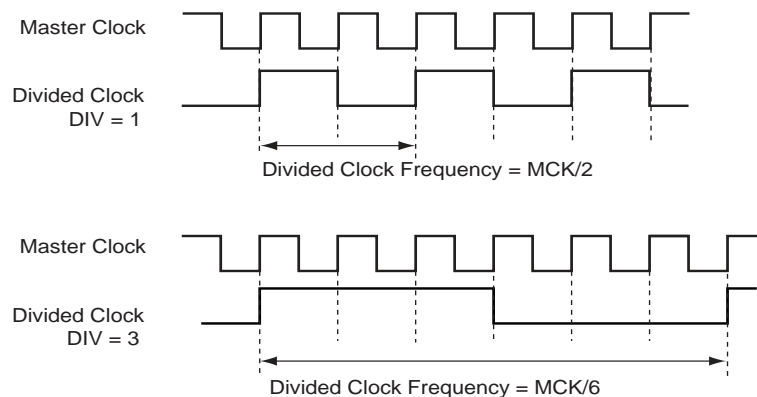 Master Clock
Divided Clock
DIV = 1
Divided Clock Frequency = MCK/2
Master Clock
Divided Clock
DIV = 3
Divided Clock Frequency = MCK/6